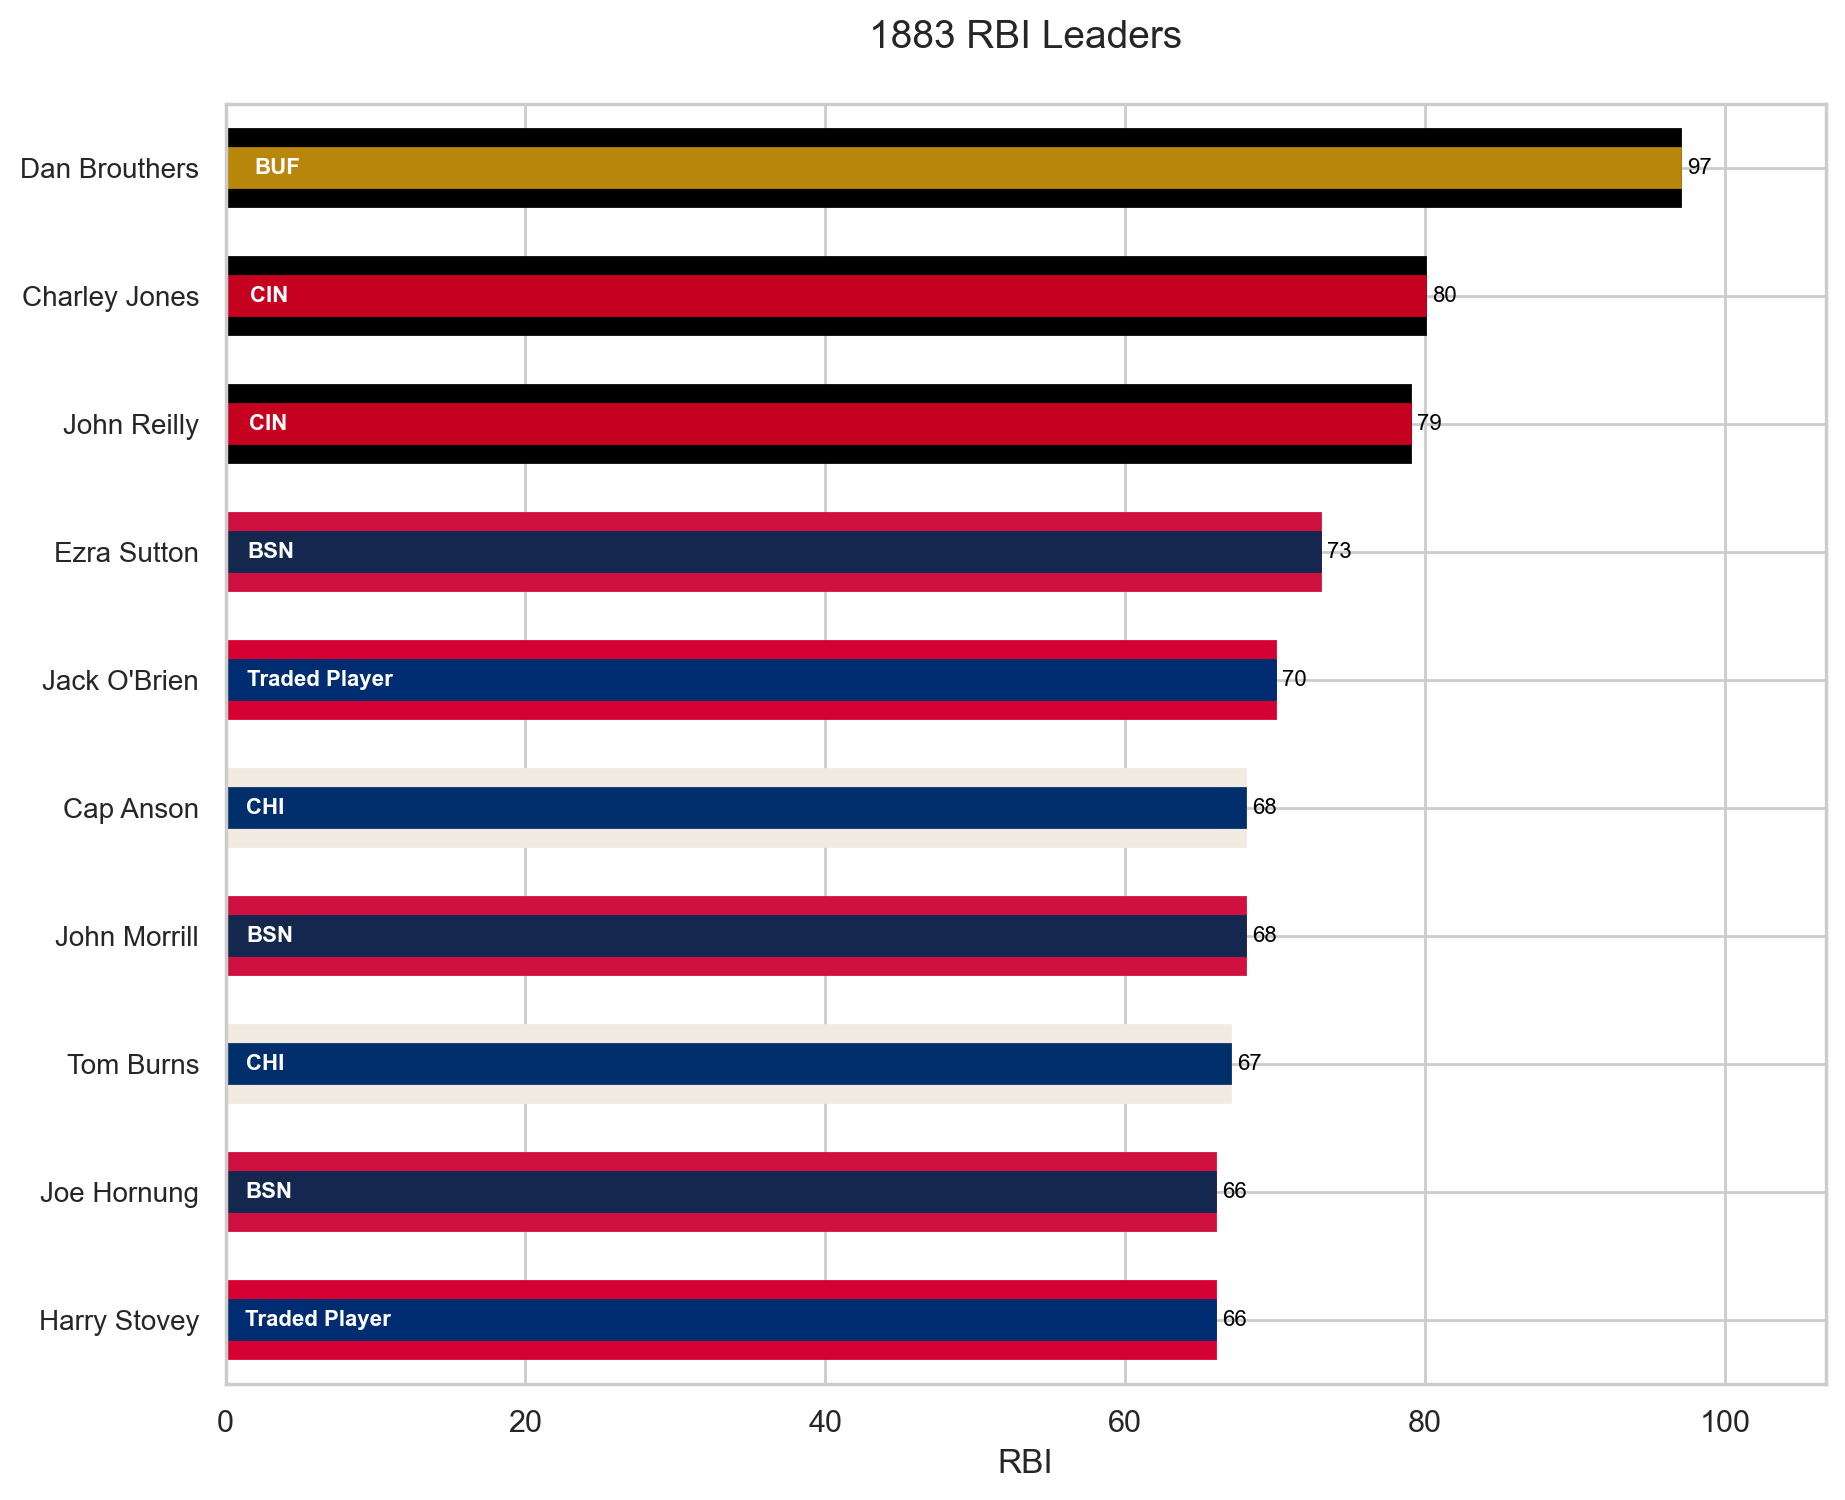 1883 RBI Leaders
Dan Brouthers
BUF
97
Charley Jones
CIN
80
John Reilly
CIN
79
Ezra Sutton
BSN
73
Jack O'Brien
Traded Player
70
Cap Anson
CHI
68
John Morrill
BSN
68
Tom Burns
CHI
67
Joe Hornung
BSN
66
Harry Stovey
Traded Player
66
0 20 40 60 80 100
RBI